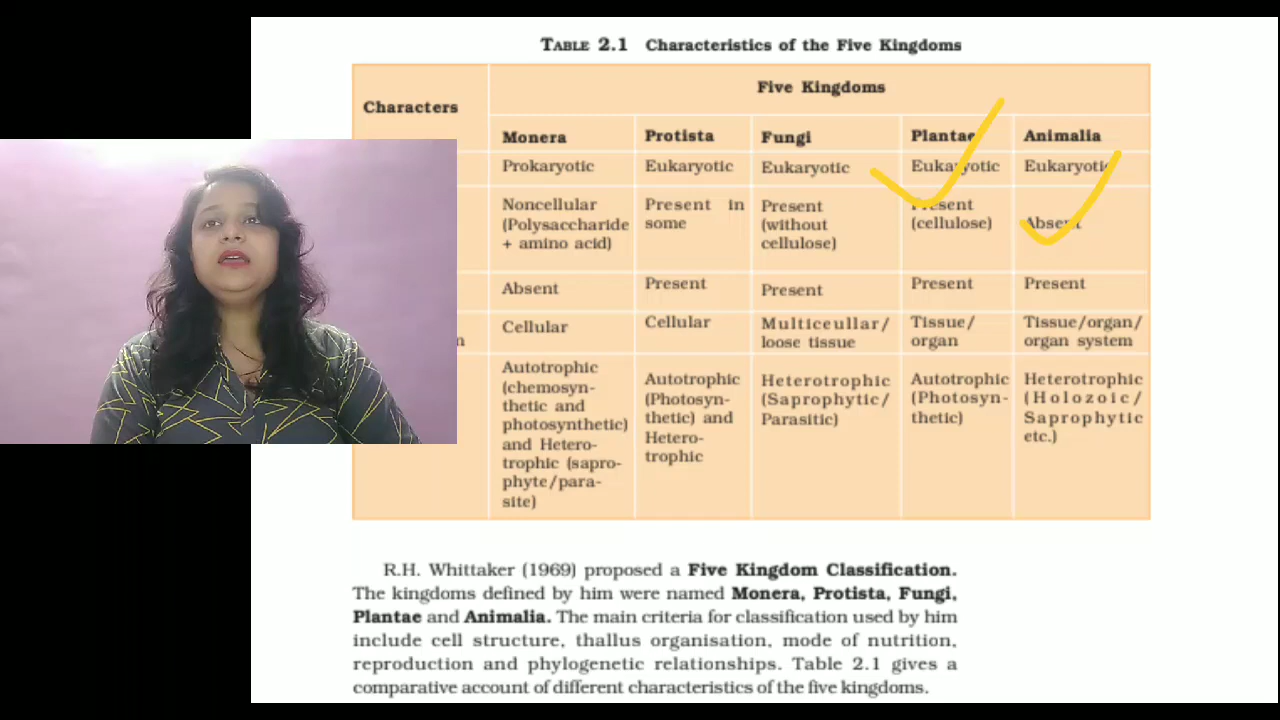 TABLE 2.1 Characteristics of the Five Kingdoms
Characters
Five Kingdoms
Monera Protista Fungi Plantae Animalia
Prokaryotic Eukaryotic Eukaryotic Eukaryotic Eukaryotic
Noncellular
(Polysaccharide
+ amino acid)
Present in
some
Present
(without
cellulose)
Present
(cellulose)
Absent
Absent Present Present Present Present
n
Cellular
Cellular
Multiceullar/
loose tissue
Tissue/
organ
Tissue/organ/
organ system
Autotrophic
(chemosyn-
thetic and
photosynthetic)
and Hetero-
trophic (sapro-
phyte/para-
site)
Autotrophic
(Photosyn-
thetic) and
Hetero-
trophic
Heterotrophic
(Saprophytic/
Parasitic)
Autotrophic
(Photosyn-
thetic)
Heterotrophic
(Holozoic/
Saprophytic
etc.)
R.H. Whittaker (1969) proposed a Five Kingdom Classification.
The kingdoms defined by him were named Monera, Protista, Fungi,
Plantae and Animalia. The main criteria for classification used by him
include cell structure, thallus organisation, mode of nutrition,
reproduction and phylogenetic relationships. Table 2.1 gives a
comparative account of different characteristics of the five kingdoms.